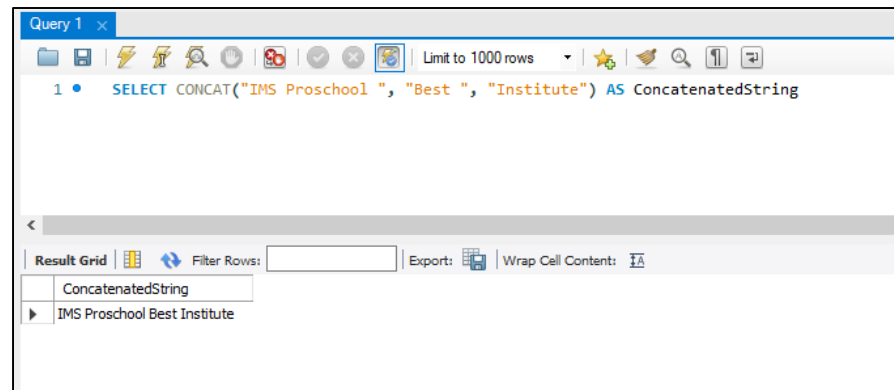 Query 1
Limit to 1000 rows
1 SELECT CONCAT("IMS Proschool ", "Best ", "Institute") AS ConcatenatedString
Result Grid Filter Rows: Export: Wrap Cell Content:
ConcatenatedString
IMS Proschool Best Institute